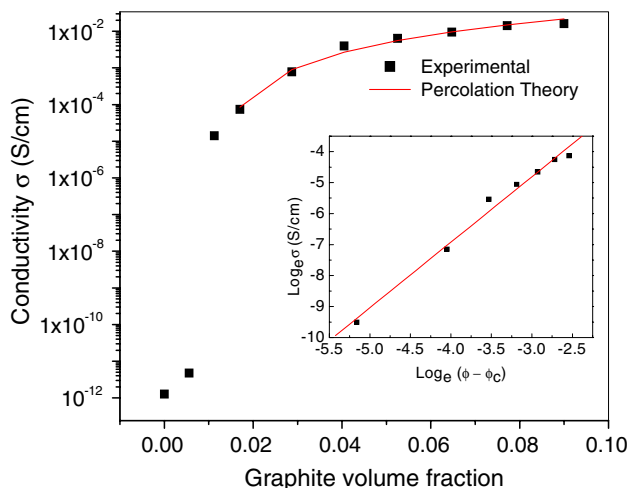 1x10⁻²
1x10⁻⁴
1x10⁻⁶
1x10⁻⁸
1x10⁻¹⁰
10⁻¹²
Conductivity σ (S/cm)
Experimental
Percolation Theory
-4
-5
-6
-7
-8
-9
-10
Logₑσ (S/cm)
-5.5 -5.0 -4.5 -4.0 -3.5 -3.0 -2.5
Logₑ (ϕ−ϕc)
0.00 0.02 0.04 0.06 0.08 0.10
Graphite volume fraction